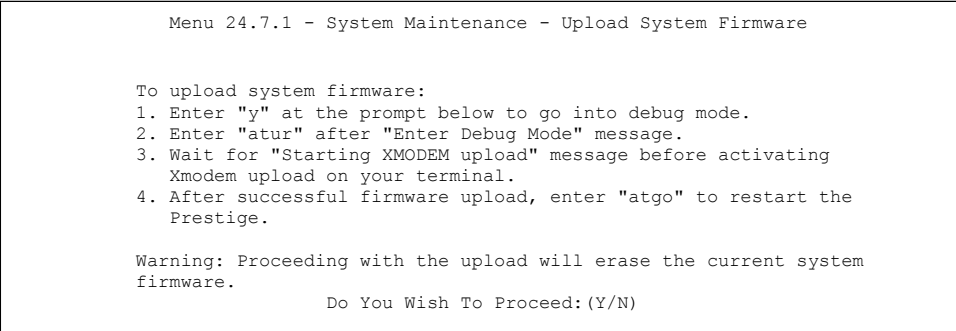 Menu 24.7.1 - System Maintenance - Upload System Firmware
To upload system firmware:
1. Enter "y" at the prompt below to go into debug mode.
2. Enter "atur" after "Enter Debug Mode" message.
3. Wait for "Starting XMODEM upload" message before activating
Xmodem upload on your terminal.
4. After successful firmware upload, enter "atgo" to restart the
Prestige.
Warning: Proceeding with the upload will erase the current system
firmware.
Do You Wish To Proceed:(Y/N)